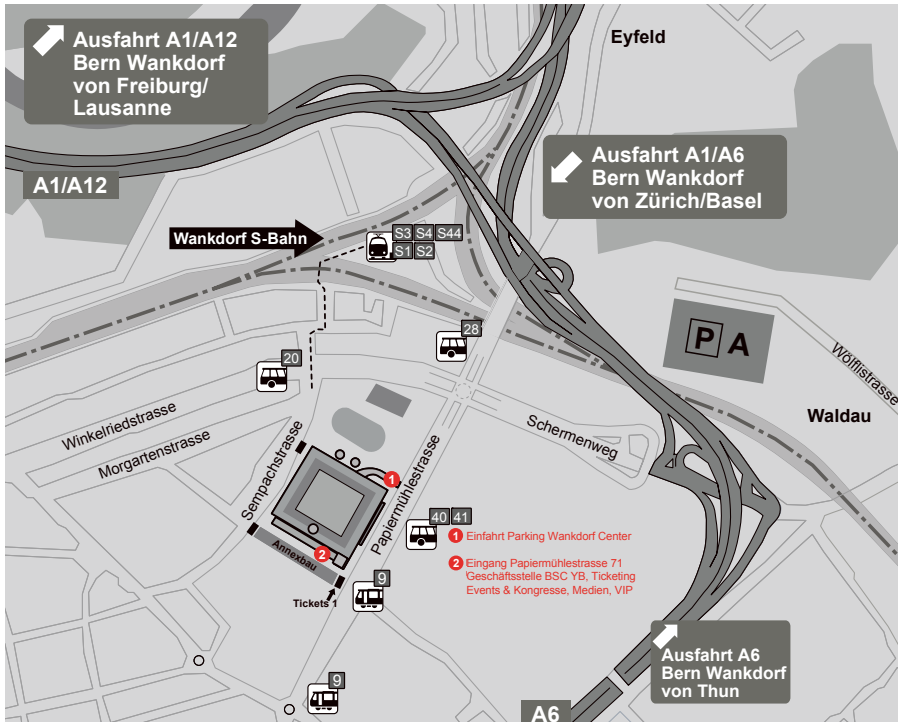 Ausfahrt A1/A12
Bern Wankdorf
von Freiburg/
Lausanne
Eyfeld
Ausfahrt A1/A6
Bern Wankdorf
von Zürich/Basel
A1/A12
Wankdorf S-Bahn
S3 S4 S44
S1 S2
28
P A
Wölflistrasse
20
Waldau
Winkelriedstrasse
Morgartenstrasse
Schermenweg
Sempachstrasse
Papiermühlestrasse
1
40 41
1 Einfahrt Parking Wankdorf Center
2
Annexbau
2 Eingang Papiermühlestrasse 71
Geschäftsstelle BSC YB, Ticketing
Events & Kongresse, Medien, VIP
9
Tickets 1
Ausfahrt A6
Bern Wankdorf
von Thun
9
A6